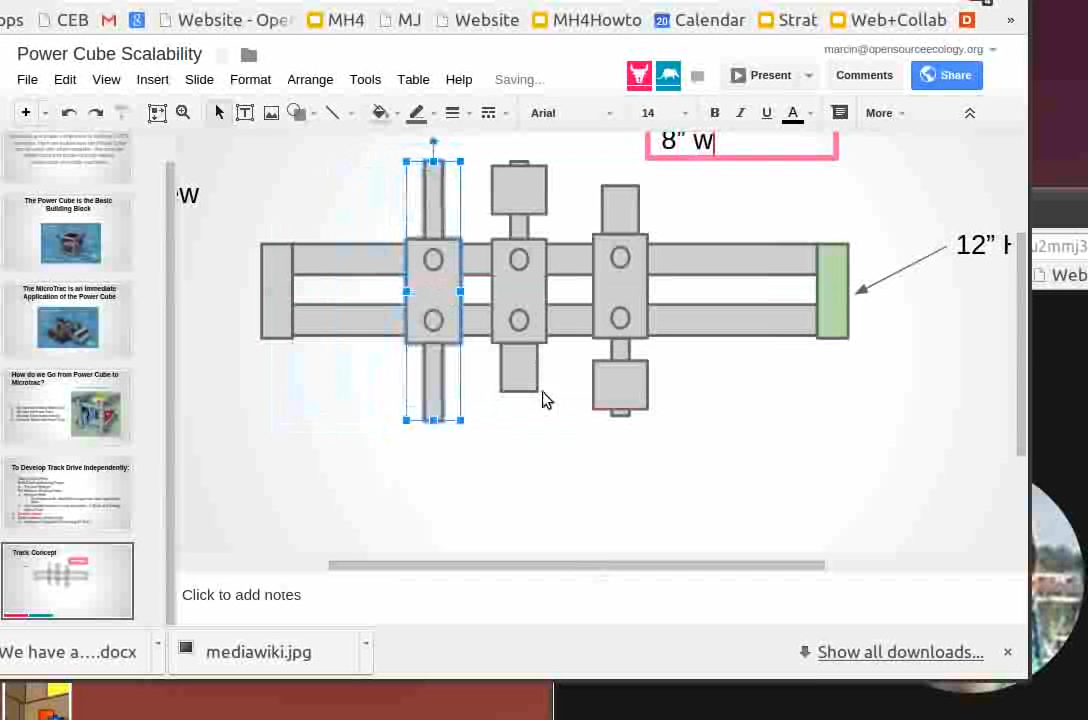 ops CEB Website - Ope MH4 MJ Website MH4Howto 20 Calendar Strat Web+Collab D »
Power Cube Scalability
marcin@opensourceecology.org
File Edit View Insert Slide Format Arrange Tools Table Help Saving...
Present Comments Share
Arial 14 B I U A More
8” w
ew
12” H
u2mmj3
Web
The Power Cube is the Basic
Building Block
The MicroTrac is an Immediate
Application of the Power Cube
How do we Go from Power Cube to
Microtrac?
To Develop Track Drive Independently:
Track Concept
Click to add notes
We have a....docx mediawiki.jpg Show all downloads... ×